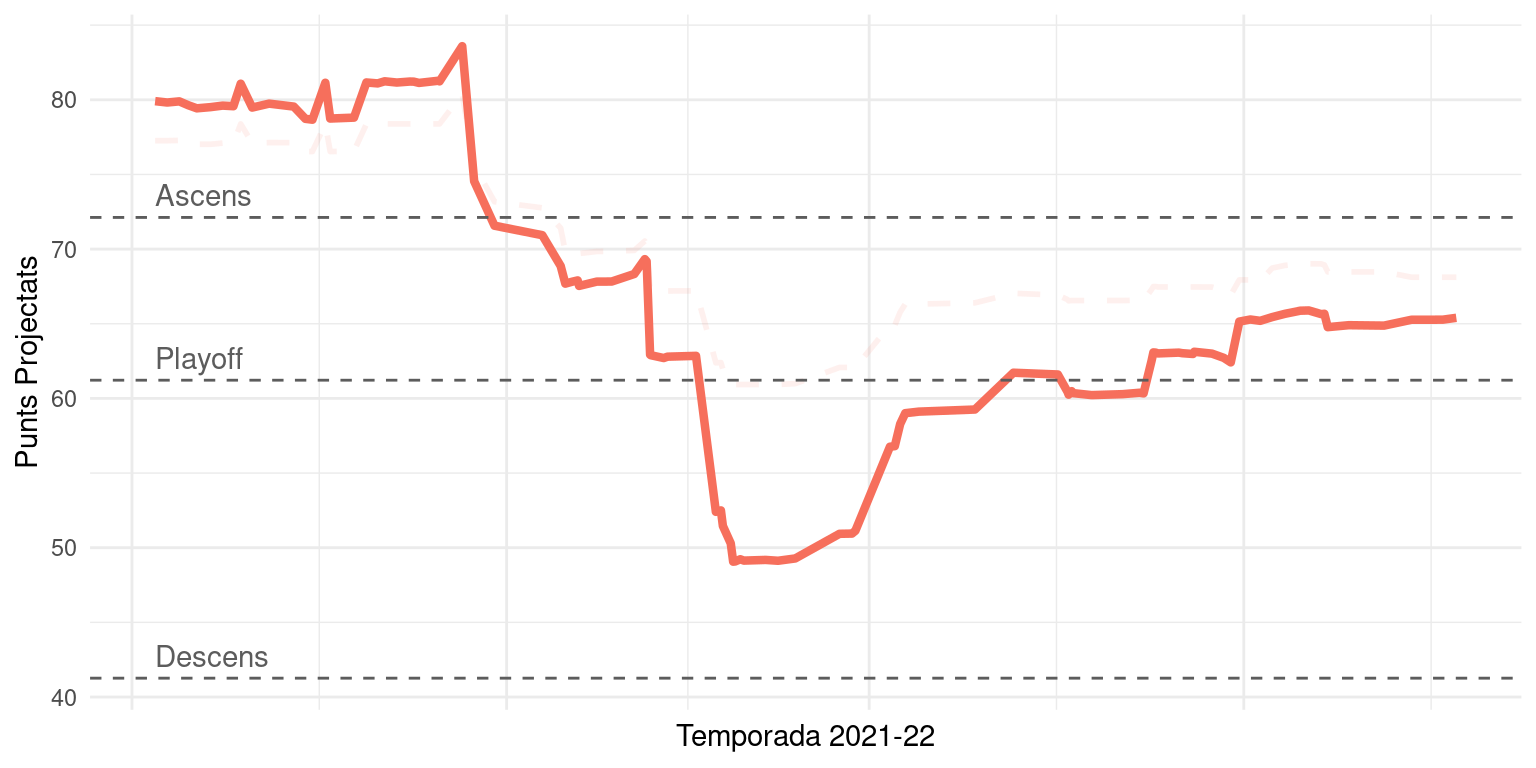 80
70
60
50
40
Ascens
Playoff
Descens
Punts Projectats
Temporada 2021-22